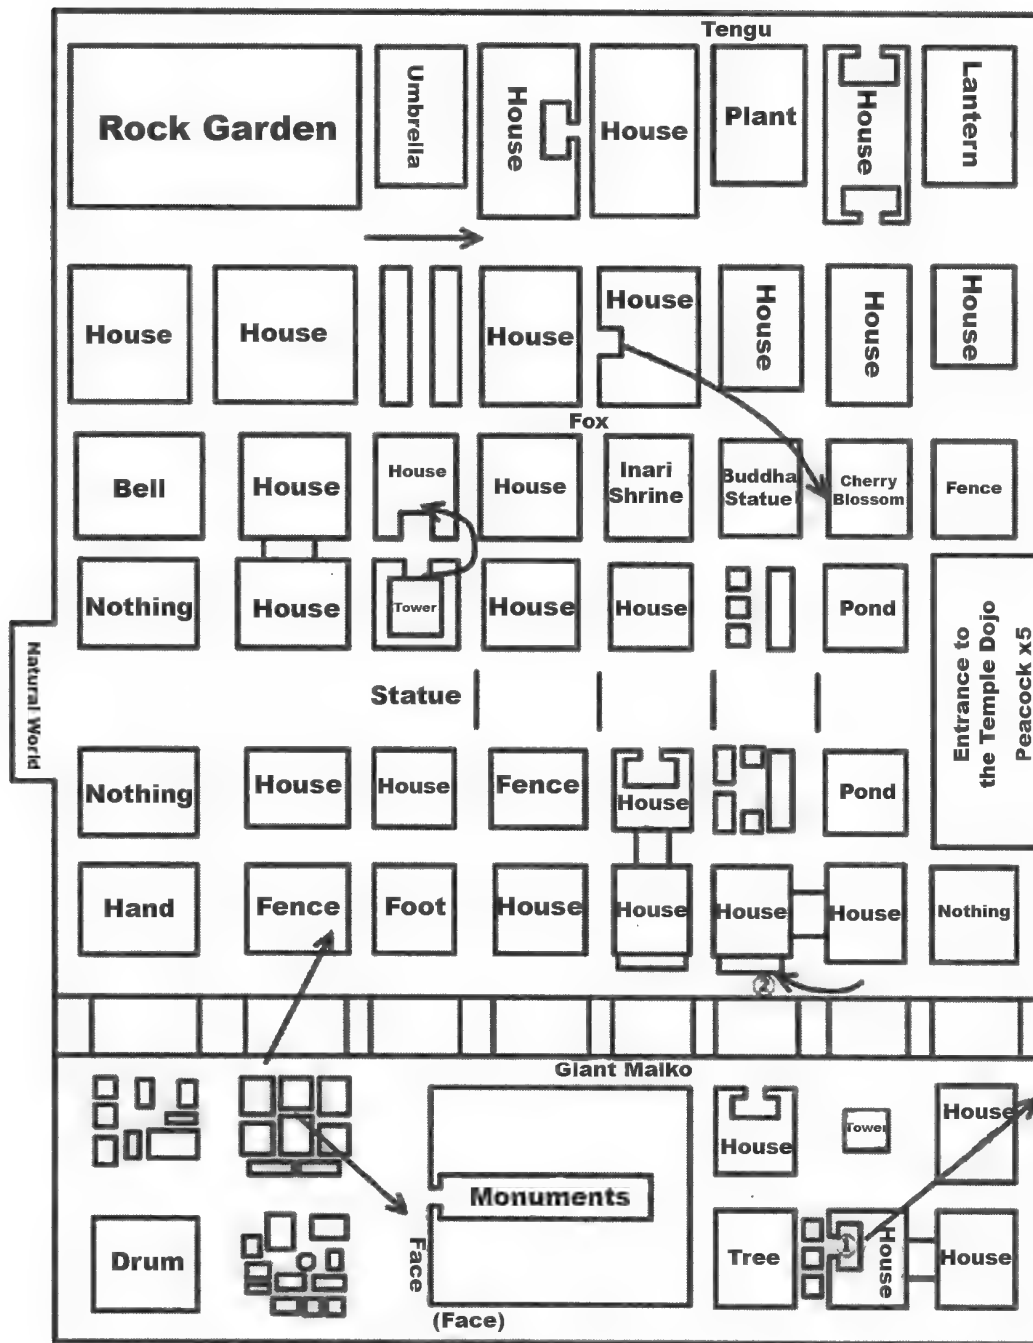 Tengu
Rock Garden
Umbrella
House
House
Plant
House
Lantern
House
House
House
House
House
House
House
Fox
Bell
House
House
House
Inari
Shrine
Buddha
Statue
Cherry
Blossom
Fence
Nothing
House
Tower
House
House
Pond
Natural World
Statue
Entrance to
the Temple Dojo
Peacock x5
Nothing
House
House
Fence
House
Pond
Hand
Fence
Foot
House
House
House
House
Nothing
②
Giant Maiko
House
Tower
House
Monuments
Drum
Face
Tree
①
House
House
(Face)